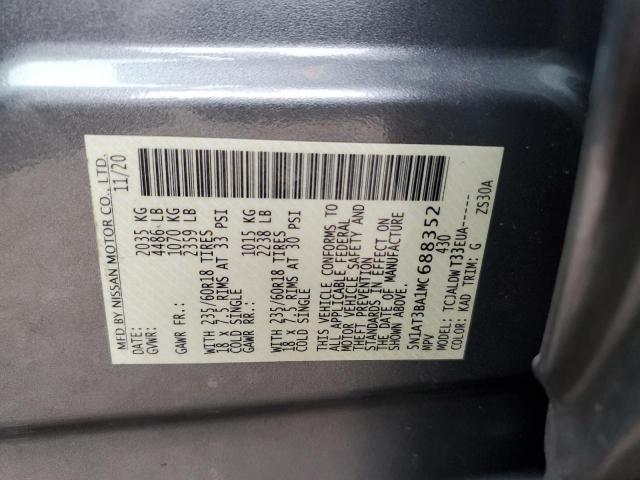 MFD BY NISSAN MOTOR CO., LTD.
11/20
GVWR: 2035 KG
4486 LB
GAWR FR: 1070 KG
2359 LB
WITH 235/60R18 TIRES
18 X 7.5 RIMS AT 33 PSI
COLD SINGLE
GAWR RR: 1015 KG
2238 LB
WITH 235/60R18 TIRES
18 X 7.5 RIMS AT 30 PSI
COLD SINGLE
THIS VEHICLE CONFORMS TO
ALL APPLICABLE FEDERAL
MOTOR VEHICLE SAFETY AND
THEFT PREVENTION
STANDARDS IN EFFECT ON
THE DATE OF MANUFACTURE
SHOWN ABOVE.
5N1AT3BA1MC688352
MPV 430
MODEL: TCJALDW T33EUA------
COLOR: KAD TRIM: G ZS30A